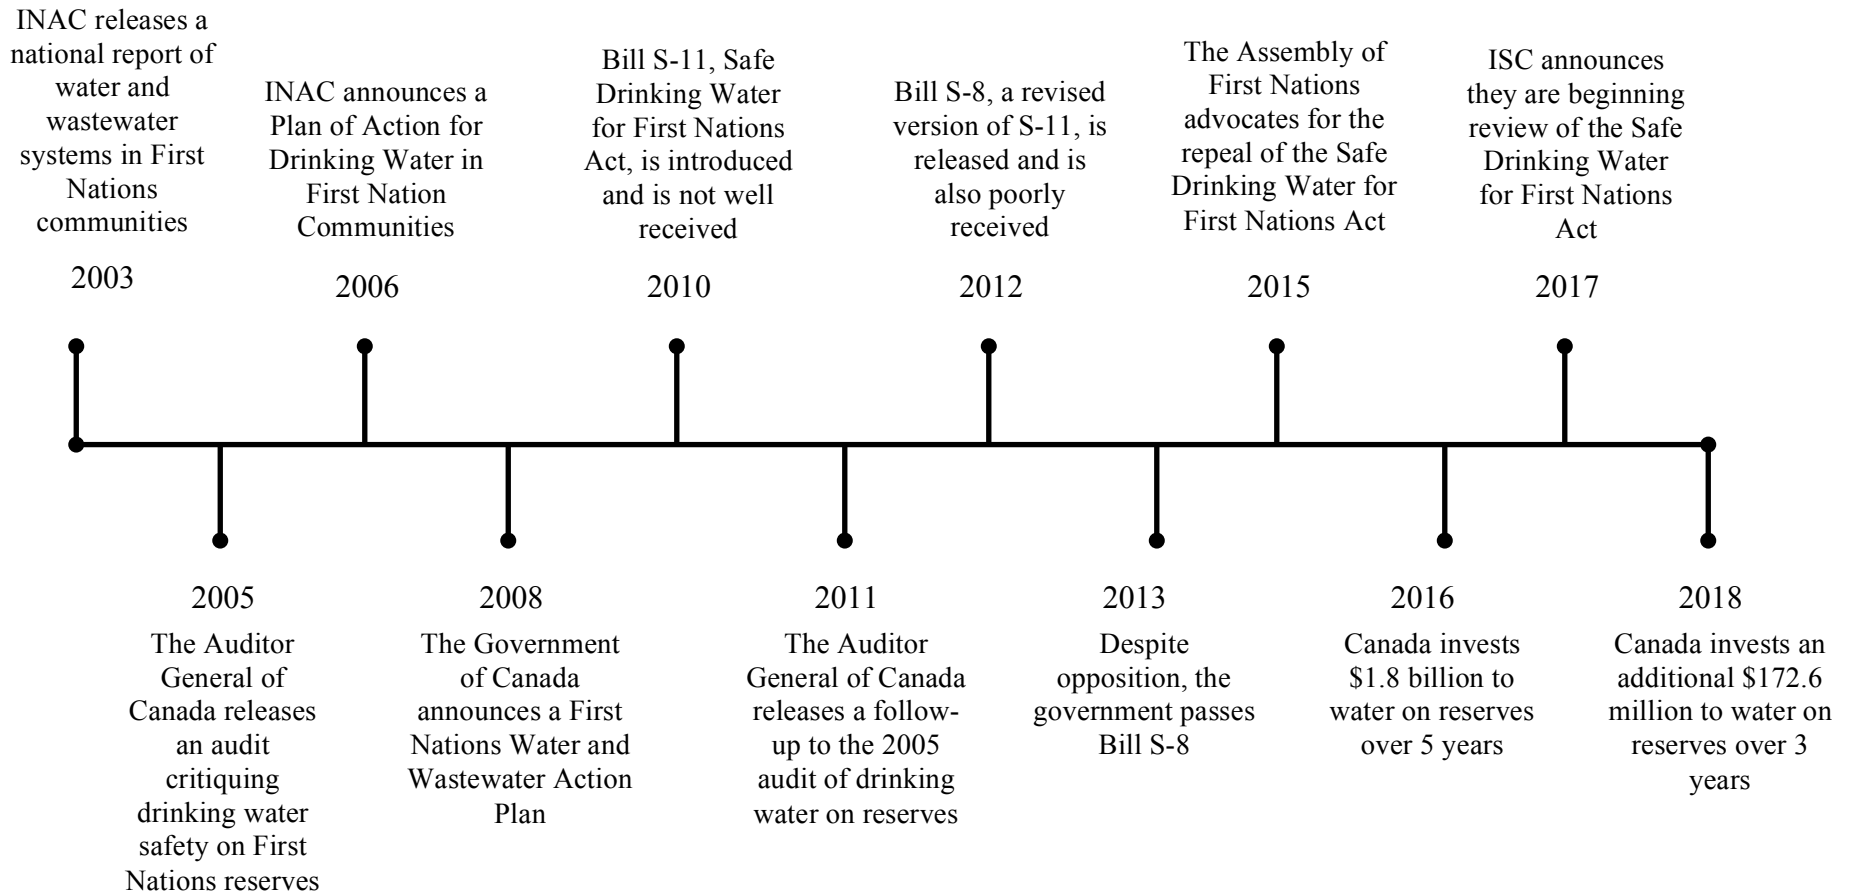 INAC releases a
national report of
water and
wastewater
systems in First
Nations
communities
2003
INAC announces a
Plan of Action for
Drinking Water in
First Nation
Communities
2006
Bill S-11, Safe
Drinking Water
for First Nations
Act, is introduced
and is not well
received
2010
Bill S-8, a revised
version of S-11, is
released and is
also poorly
received
2012
The Assembly of
First Nations
advocates for the
repeal of the Safe
Drinking Water for
First Nations Act
2015
ISC announces
they are beginning
review of the Safe
Drinking Water
for First Nations
Act
2017
2005
The Auditor
General of
Canada releases
an audit
critiquing
drinking water
safety on First
Nations reserves
2008
The Government
of Canada
announces a First
Nations Water and
Wastewater Action
Plan
2011
The Auditor
General of Canada
releases a follow-
up to the 2005
audit of drinking
water on reserves
2013
Despite
opposition, the
government passes
Bill S-8
2016
Canada invests
$1.8 billion to
water on reserves
over 5 years
2018
Canada invests an
additional $172.6
million to water on
reserves over 3
years